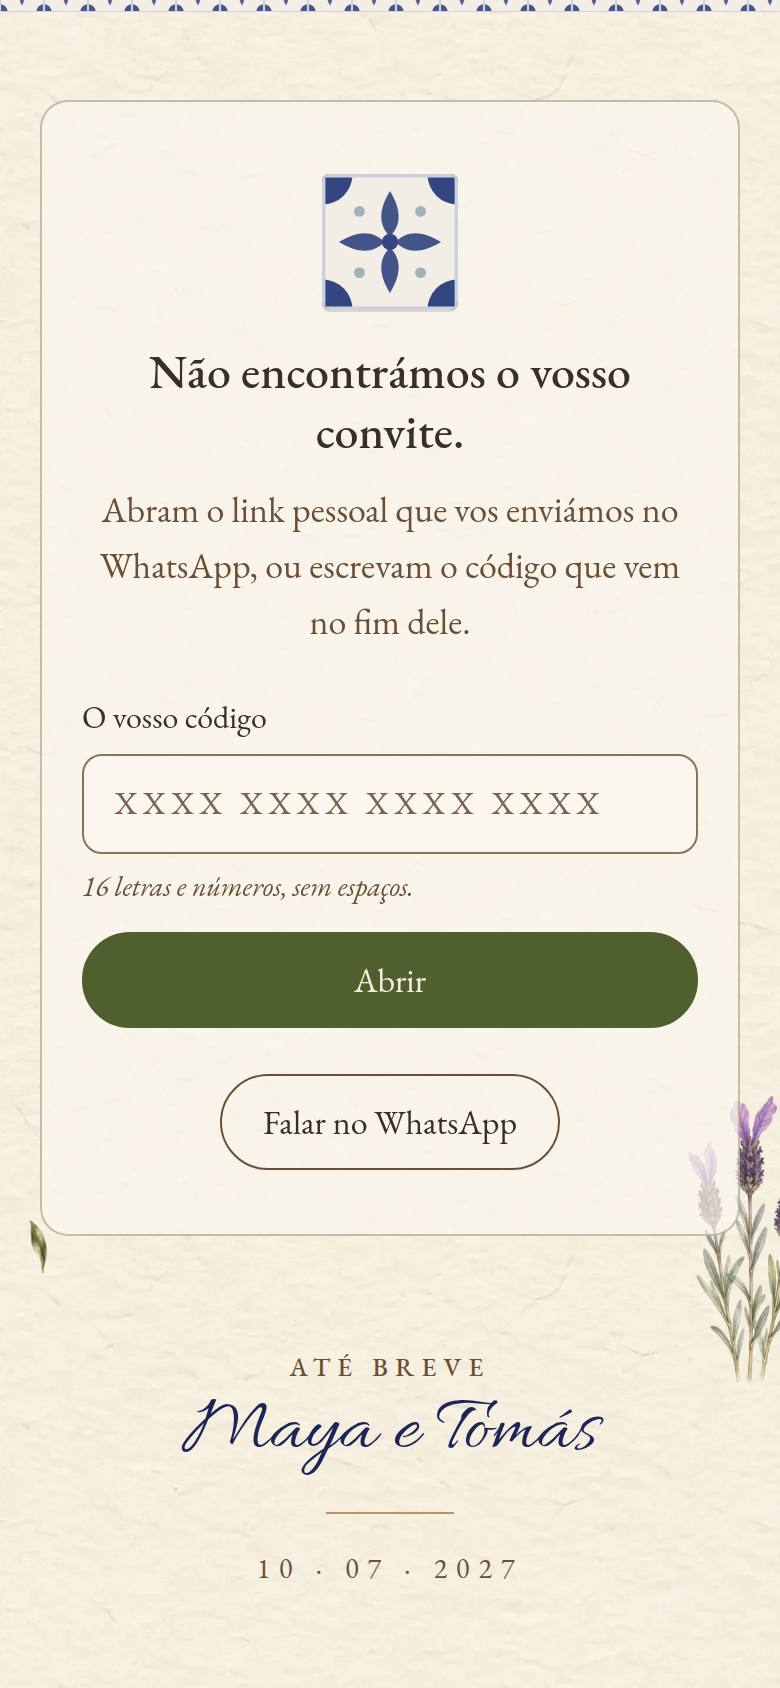 Não encontrámos o vosso
convite.
Abram o link pessoal que vos enviámos no
WhatsApp, ou escrevam o código que vem
no fim dele.
O vosso código
XXXX XXXX XXXX XXXX
16 letras e números, sem espaços.
Abrir
Falar no WhatsApp
ATÉ BREVE
Maya e Tomás
10 · 07 · 2027